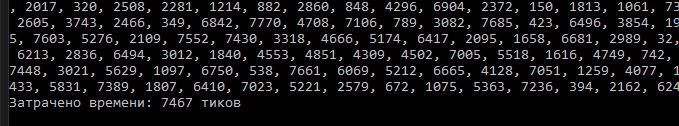 , 2017, 320, 2508, 2281, 1214, 882, 2860, 848, 4296, 6904, 2372, 150, 1813, 1061, 73
2605, 3743, 2466, 349, 6842, 7770, 4708, 7106, 789, 3082, 7685, 423, 6496, 3854, 19
5, 7603, 5276, 2109, 7552, 7430, 3318, 4666, 5174, 6417, 2095, 1658, 6681, 2989, 32,
6213, 2836, 6494, 3012, 1840, 4553, 4851, 4309, 4502, 7005, 5518, 1616, 4749, 742,
7448, 3021, 5629, 1097, 6750, 538, 7661, 6069, 5212, 6665, 4128, 7051, 1259, 4077, 1
433, 5831, 7389, 1807, 6410, 7023, 5221, 2579, 672, 1075, 5363, 7236, 394, 2162, 624
Затрачено времени: 7467 тиков